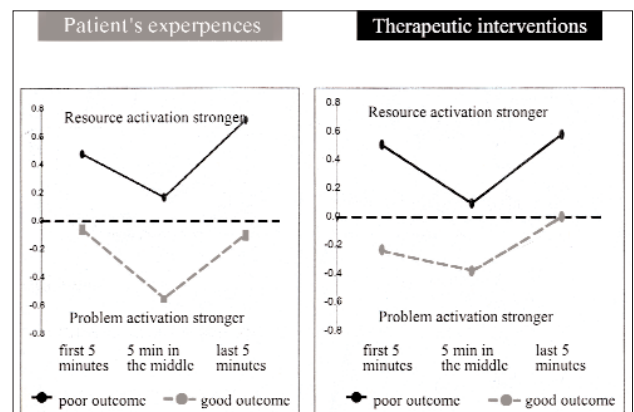 Patient's experpences
Therapeutic interventions
0.8
Resource activation stronger
0.6
0.4
0.2
0.0
-0.2
-0.4
-0.6
Problem activation stronger
-0.8
first 5
minutes
5 min in
the middle
last 5
minutes
poor outcome
good outcome
0.8
Resource activation stronger
0.6
0.4
0.2
0.0
-0.2
-0.4
-0.6
Problem activation stronger
-0.8
first 5
minutes
5 min in
the middle
last 5
minutes
poor outcome
good outcome